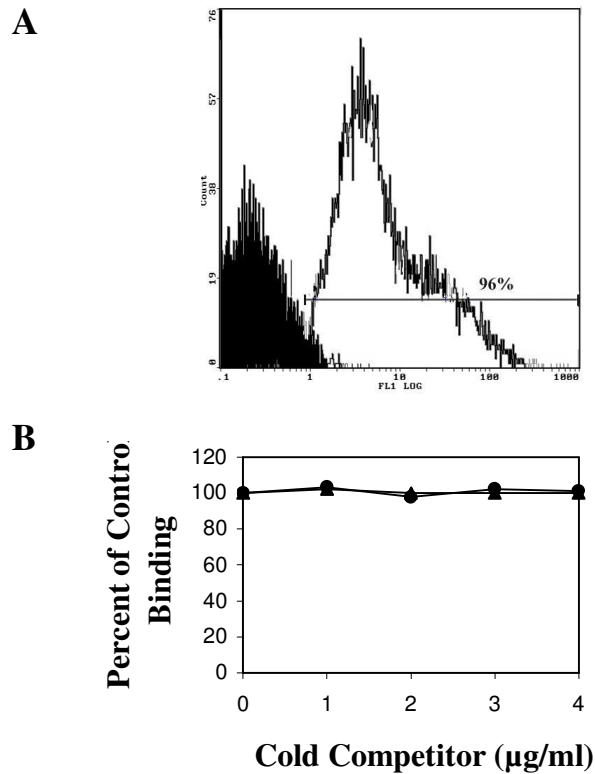 A
76
57
38
19
0
Count
96%
.1 1 10 100 1000
FL1 LOG
B
Percent of Contro
Binding
120
100
80
60
40
20
0
0 1 2 3 4
Cold Competitor (µg/ml)